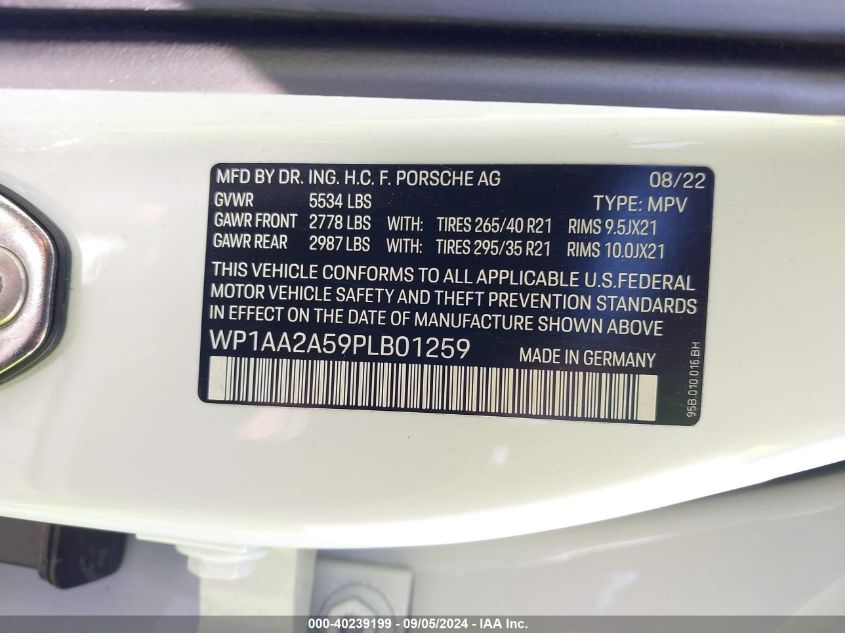 MFD BY DR. ING. H.C. F. PORSCHE AG 08/22
GVWR 5534 LBS TYPE: MPV
GAWR FRONT 2778 LBS WITH: TIRES 265/40 R21 RIMS 9.5JX21
GAWR REAR 2987 LBS WITH: TIRES 295/35 R21 RIMS 10.0JX21
THIS VEHICLE CONFORMS TO ALL APPLICABLE U.S.FEDERAL
MOTOR VEHICLE SAFETY AND THEFT PREVENTION STANDARDS
IN EFFECT ON THE DATE OF MANUFACTURE SHOWN ABOVE
WP1AA2A59PLB01259 MADE IN GERMANY
95B.010.016.BH
000-40239199 - 09/05/2024 - IAA Inc.